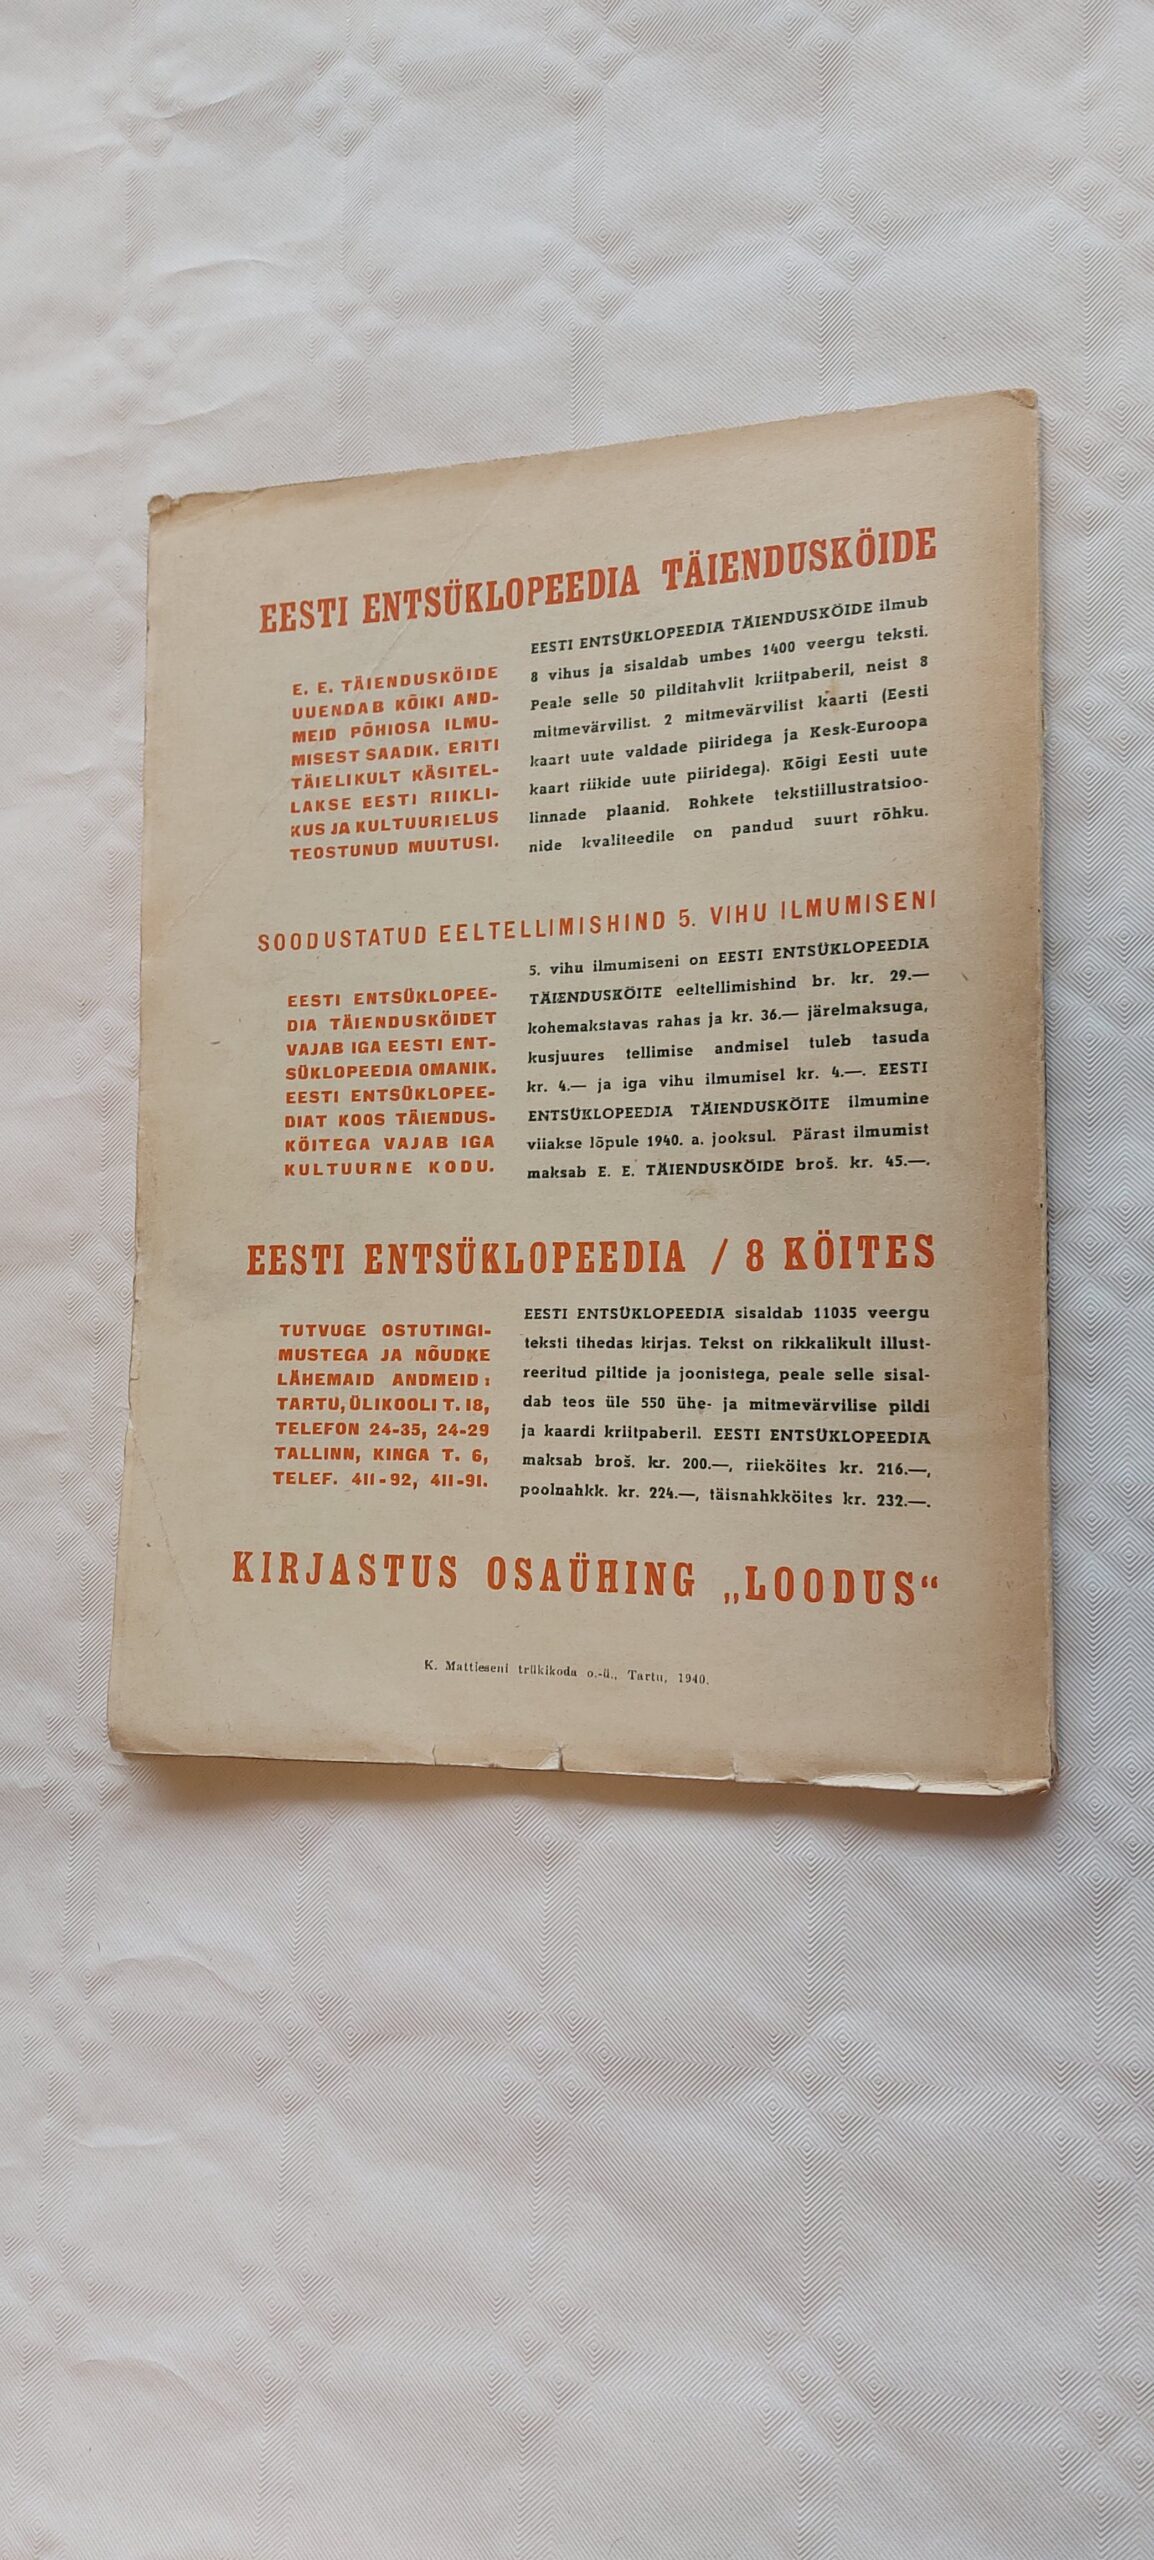 EESTI ENTSÜKLOPEEDIA TÄIENDUSKÖIDE
E. E. TÄIENDUSKÖIDE
UUENDAB KÕIKI AND-
MEID PÕHIOSA ILMU-
MISEST SAADIK. ERITI
TÄIELIKULT KÄSITEL-
LAKSE EESTI RIIKLI-
KUS JA KULTUURIELUS
TEOSTUNUD MUUTUSI.
EESTI ENTSÜKLOPEEDIA TÄIENDUSKÖIDE ilmub
8 vihus ja sisaldab umbes 1400 veergu teksti.
Peale selle 50 pilditahvlit kriitpaberil, neist 8
mitmevärvilist. 2 mitmevärvilist kaarti (Eesti
kaart uute valdade piiridega ja Kesk-Euroopa
kaart riikide uute piiridega). Kõigi Eesti uute
linnade plaanid. Rohkete tekstiillustratsioo-
nide kvaliteedile on pandud suurt rõhku.
SOODUSTATUD EELTELLIMISHIND 5. VIHU ILMUMISENI
EESTI ENTSÜKLOPEE-
DIA TÄIENDUSKÖIDET
VAJAB IGA EESTI ENT-
SÜKLOPEEDIA OMANIK.
EESTI ENTSÜKLOPEE-
DIAT KOOS TÄIENDUS-
KÖITEGA VAJAB IGA
KULTUURNE KODU.
5. vihu ilmumiseni on EESTI ENTSÜKLOPEEDIA
TÄIENDUSKÖITE eeltellimishind br. kr. 29.—
kohemakstavas rahas ja kr. 36.— järelmaksuga,
kusjuures tellimise andmisel tuleb tasuda
kr. 4.— ja iga vihu ilmumisel kr. 4.—. EESTI
ENTSÜKLOPEEDIA TÄIENDUSKÖITE ilmumine
viiakse lõpule 1940. a. jooksul. Pärast ilmumist
maksab E. E. TÄIENDUSKÖIDE broš. kr. 45.—.
EESTI ENTSÜKLOPEEDIA / 8 KÖITES
TUTVUGE OSTUTINGI-
MUSTEGA JA NÕUDKE
LÄHEMAID ANDMEID:
TARTU, ÜLIKOOLI T. 18,
TELEFON 24-35, 24-29
TALLINN, KINGA T. 6,
TELEF. 411-92, 411-91.
EESTI ENTSÜKLOPEEDIA sisaldab 11035 veergu
teksti tihedas kirjas. Tekst on rikkalikult illust-
reeritud piltide ja joonistega, peale selle sisal-
dab teos üle 550 ühe- ja mitmevärvilise pildi
ja kaardi kriitpaberil. EESTI ENTSÜKLOPEEDIA
maksab broš. kr. 200.—, riieköites kr. 216.—,
poolnahkk. kr. 224.—, täisnahkköites kr. 232.—.
KIRJASTUS OSAÜHING „LOODUS“
K. Mattieseni trükikoda o.-ü., Tartu, 1940.